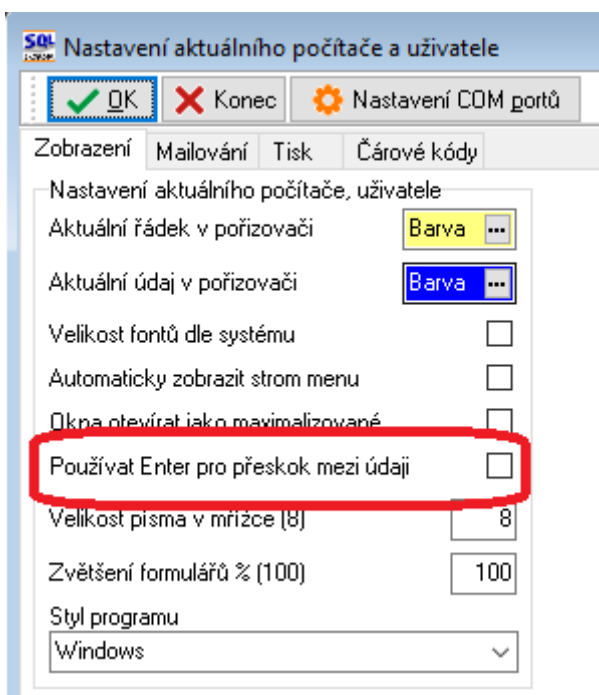 SQL
Nastavení aktuálního počítače a uživatele
OK Konec Nastavení COM portů
Zobrazení Mailování Tisk Čárové kódy
Nastavení aktuálního počítače, uživatele
Aktuální řádek v pořizovači Barva ...
Aktuální údaj v pořizovači Barva ...
Velikost fontů dle systému
Automaticky zobrazit strom menu
Okna otevírat jako maximalizované
Používat Enter pro přeskok mezi údaji
Velikost písma v mřížce (8) 8
Zvětšení formulářů % (100) 100
Styl programu
Windows